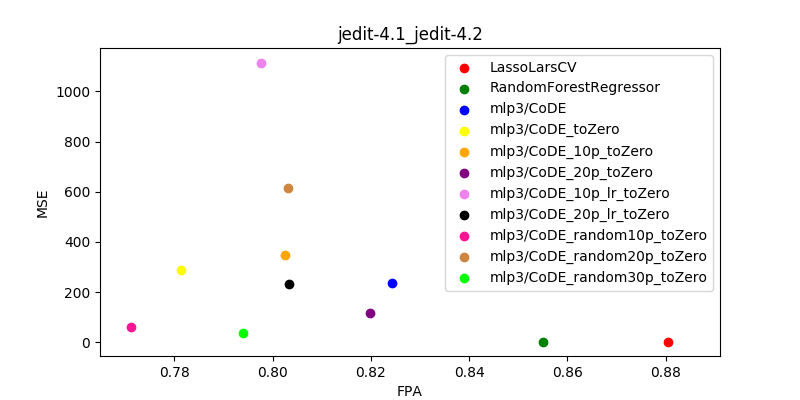 jedit-4.1_jedit-4.2
MSE
1000
800
600
400
200
0
0.78
0.80
0.82
0.84
0.86
0.88
FPA
LassoLarsCV
RandomForestRegressor
mlp3/CoDE
mlp3/CoDE_toZero
mlp3/CoDE_10p_toZero
mlp3/CoDE_20p_toZero
mlp3/CoDE_10p_lr_toZero
mlp3/CoDE_20p_lr_toZero
mlp3/CoDE_random10p_toZero
mlp3/CoDE_random20p_toZero
mlp3/CoDE_random30p_toZero